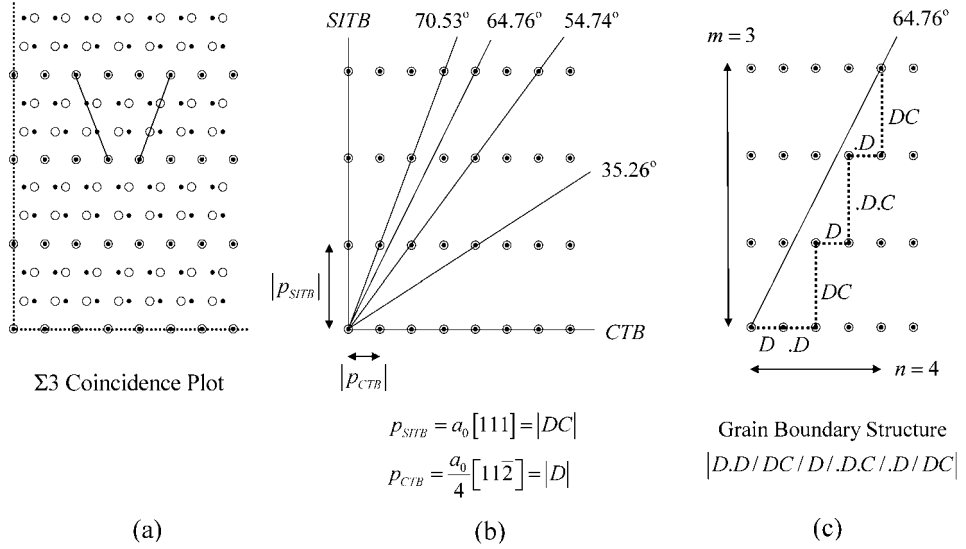 Σ3 Coincidence Plot
(a)
SITB
70.53°
64.76°
54.74°
35.26°
|p_SITB|
CTB
|p_CTB|
p_SITB = a_0 [111] = |DC|
p_CTB = a_0/4 [11\overline{2}] = |D|
(b)
64.76°
m = 3
DC
.D
.D.C
D
DC
D .D
n = 4
Grain Boundary Structure
|D.D / DC / D / .D.C / .D / DC|
(c)